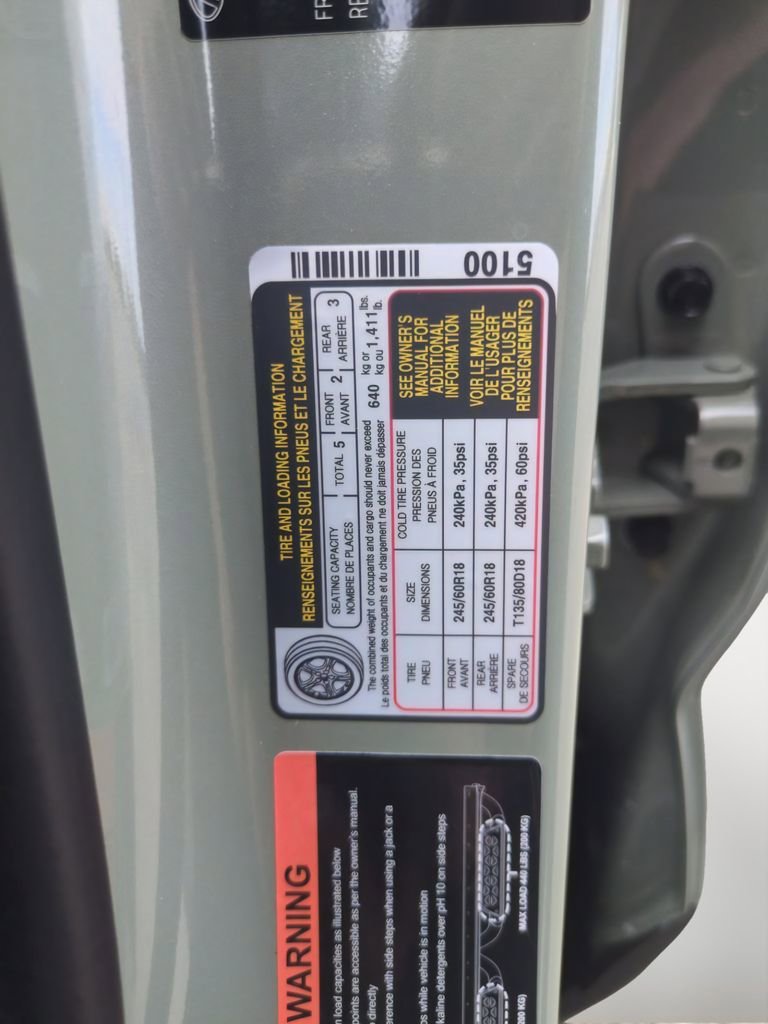 FR
RE
TIRE AND LOADING INFORMATION
RENSEIGNEMENTS SUR LES PNEUS ET LE CHARGEMENT
SEATING CAPACITY
NOMBRE DE PLACES
TOTAL 5
FRONT
AVANT
2
REAR
ARRIÈRE
3
The combined weight of occupants and cargo should never exceed
Le poids total des occupants et du chargement ne doit jamais dépasser
640
kg or
kg ou
1,411
lbs.
lb.
TIRE
PNEU
SIZE
DIMENSIONS
COLD TIRE PRESSURE
PRESSION DES
PNEUS À FROID
FRONT
AVANT
245/60R18
240kPa, 35psi
REAR
ARRIÈRE
245/60R18
240kPa, 35psi
SPARE
DE SECOURS
T135/80D18
420kPa, 60psi
SEE OWNER'S
MANUAL FOR
ADDITIONAL
INFORMATION
VOIR LE MANUEL
DE L'USAGER
POUR PLUS DE
RENSEIGNEMENTS
5100
WARNING
load capacities as illustrated below
points are accessible as per the owner's manual.
directly
erence with side steps when using a jack or a
os while vehicle is in motion
kaline detergents over pH 10 on side steps
MAX LOAD 440 LBS (200 KG)
200 KG)